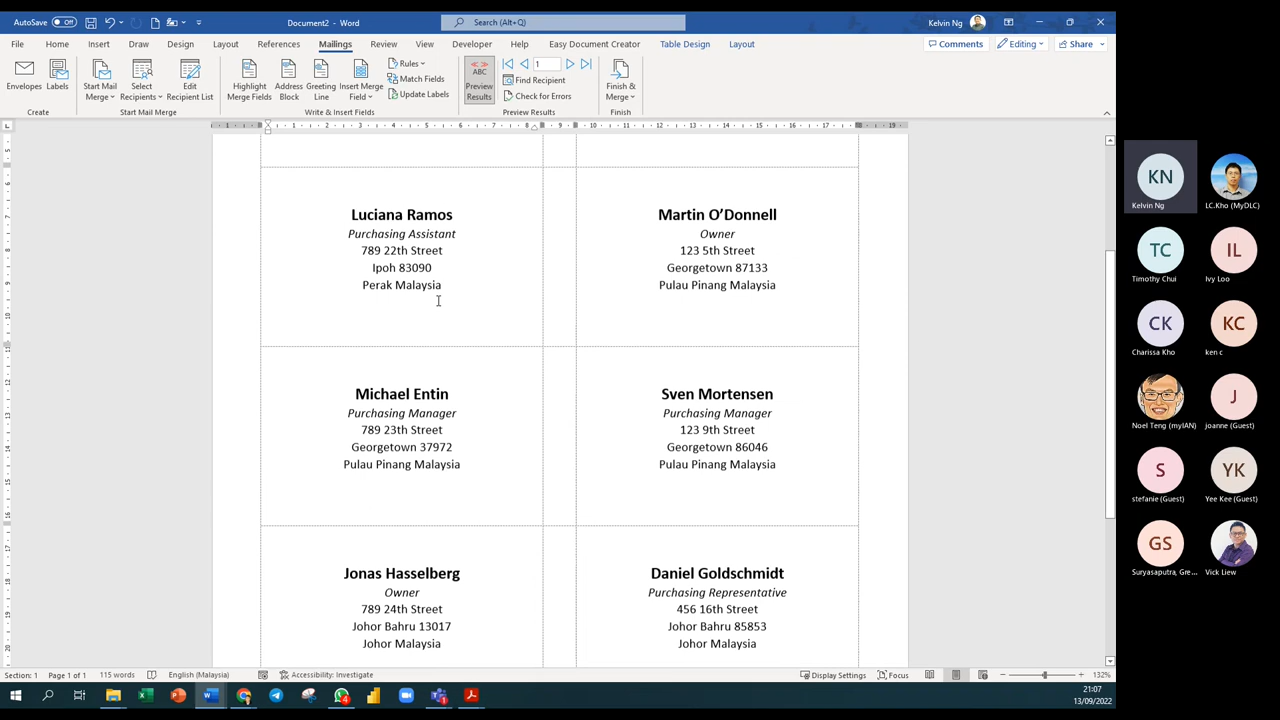 AutoSave Off Document2 - Word Search (Alt+Q) Kelvin Ng
File Home Insert Draw Design Layout References Mailings Review View Developer Help Easy Document Creator Table Design Layout Comments Editing Share
Envelopes Labels
Create
Start Mail Merge Select Recipients Edit Recipient List
Start Mail Merge
Highlight Merge Fields Address Block Greeting Line Insert Merge Field
Rules
Match Fields
Update Labels
Write & Insert Fields
ABC Preview Results
1
Find Recipient
Check for Errors
Preview Results
Finish & Merge
Finish
Luciana Ramos
Purchasing Assistant
789 22th Street
Ipoh 83090
Perak Malaysia
Martin O’Donnell
Owner
123 5th Street
Georgetown 87133
Pulau Pinang Malaysia
Michael Entin
Purchasing Manager
789 23th Street
Georgetown 37972
Pulau Pinang Malaysia
Sven Mortensen
Purchasing Manager
123 9th Street
Georgetown 86046
Pulau Pinang Malaysia
Jonas Hasselberg
Owner
789 24th Street
Johor Bahru 13017
Johor Malaysia
Daniel Goldschmidt
Purchasing Representative
456 16th Street
Johor Bahru 85853
Johor Malaysia
Section: 1 Page 1 of 1 115 words English (Malaysia) Accessibility: Investigate Display Settings Focus 132%
21:07
13/09/2022
KN
Kelvin Ng
LC.Kho (MyDLC)
TC
Timothy Chui
IL
Ivy Loo
CK
Charissa Kho
KC
ken c
Noel Teng (myIAN)
J
joanne (Guest)
S
stefanie (Guest)
YK
Yee Kee (Guest)
GS
Suryasaputra, Gre...
Vick Liew